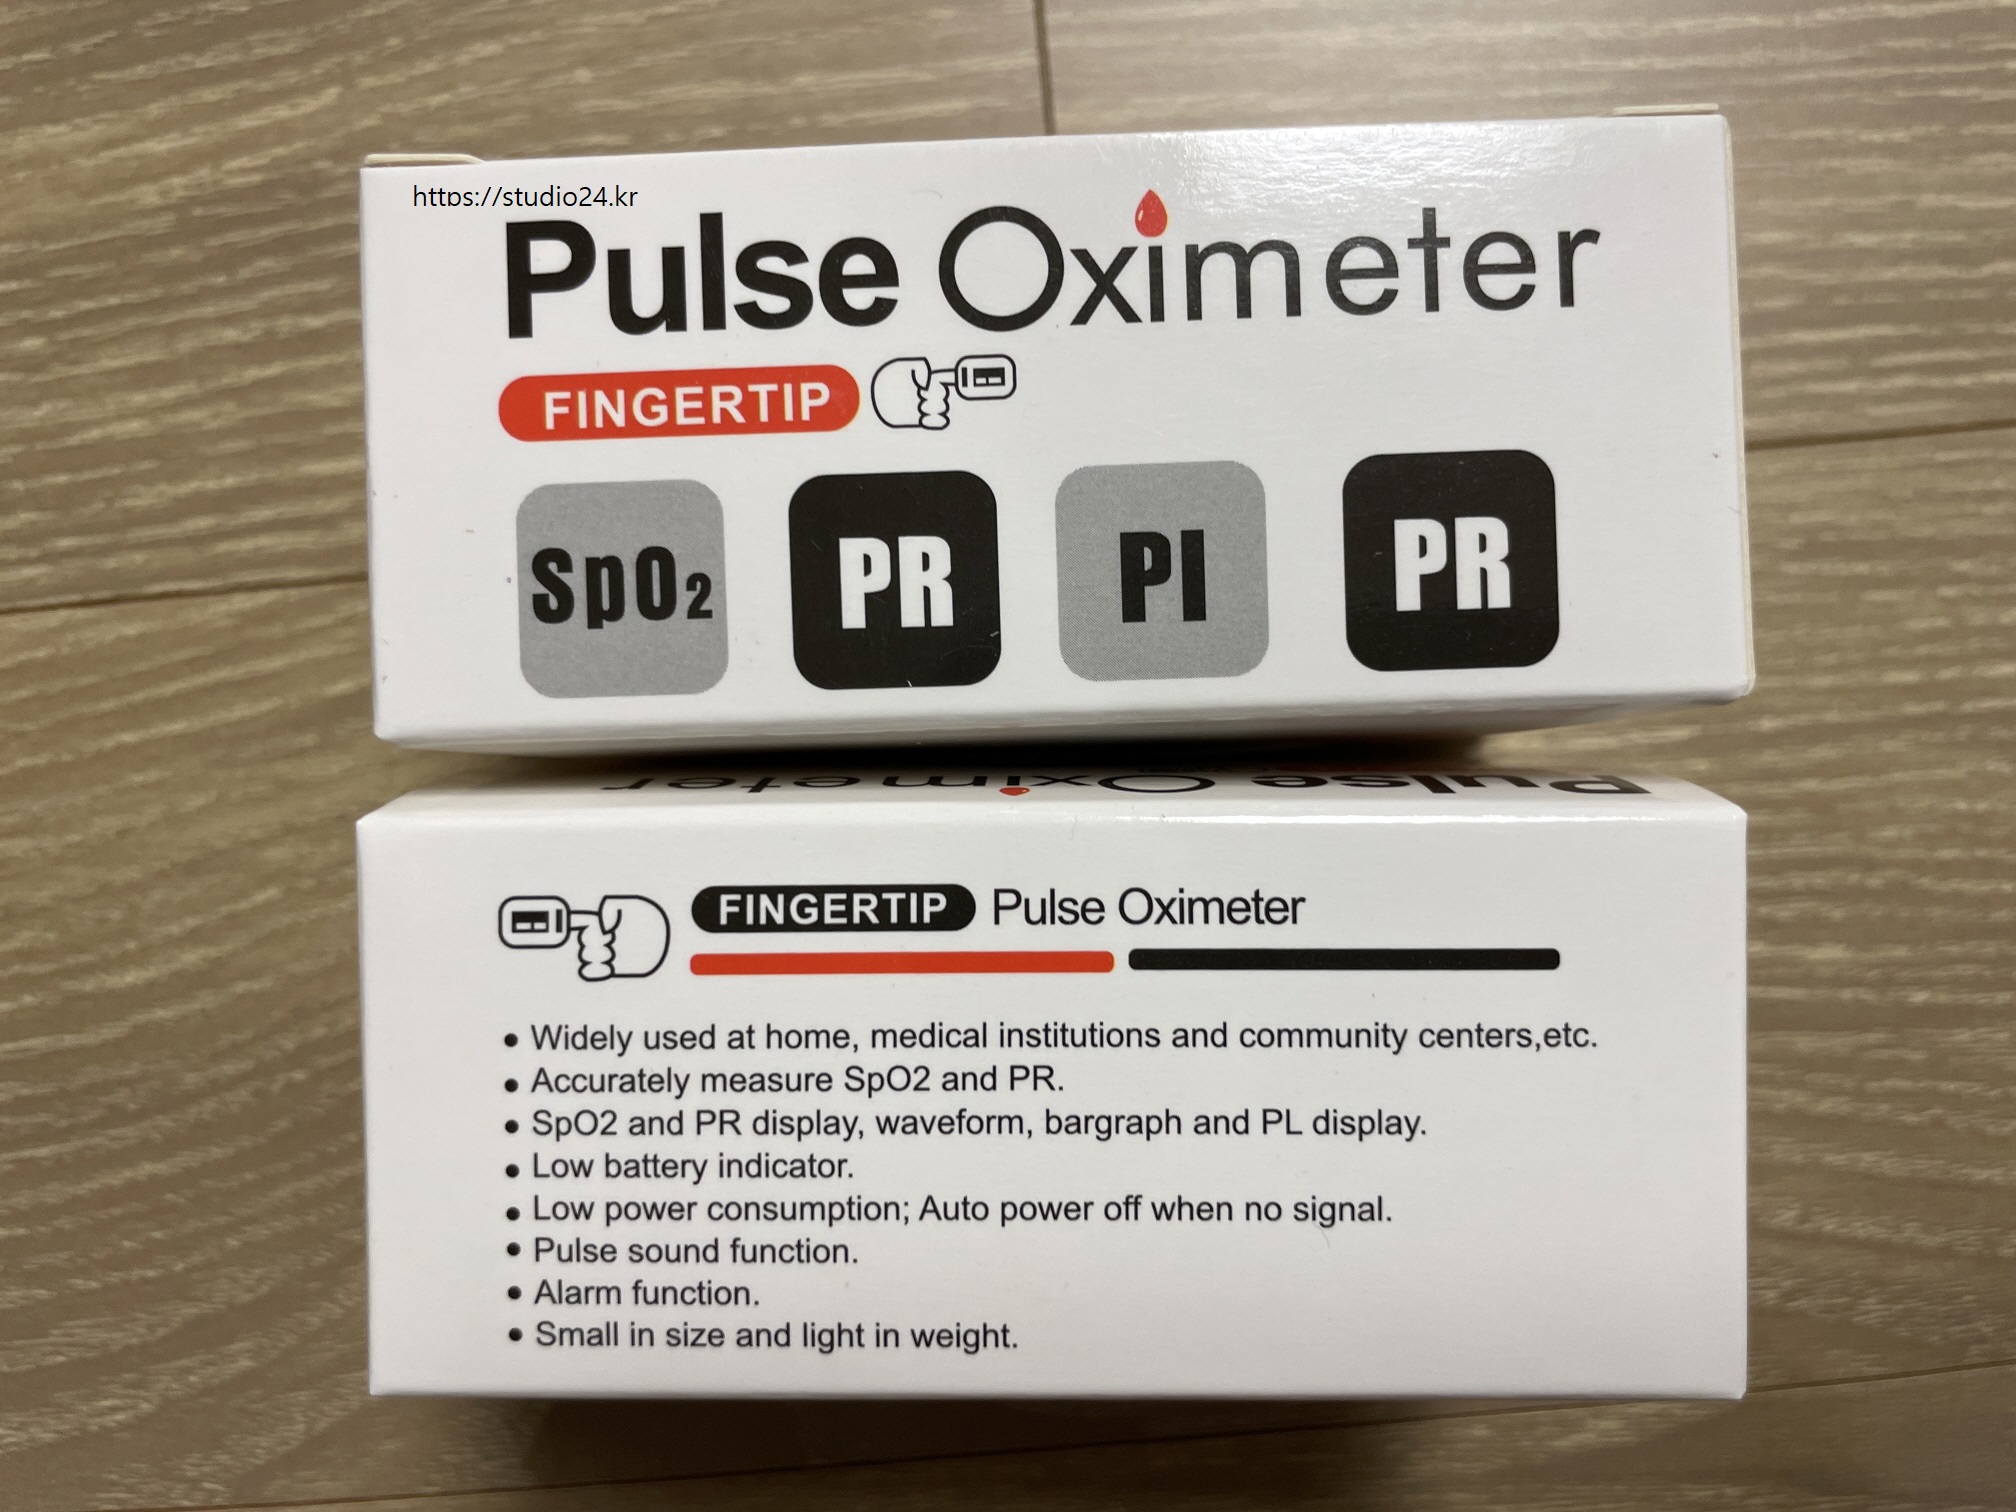 https://studio24.kr
Pulse Oximeter
FINGERTIP
SpO2 PR PI PR
Pulse Oximeter
FINGERTIP Pulse Oximeter
• Widely used at home, medical institutions and community centers,etc.
• Accurately measure SpO2 and PR.
• SpO2 and PR display, waveform, bargraph and PL display.
• Low battery indicator.
• Low power consumption; Auto power off when no signal.
• Pulse sound function.
• Alarm function.
• Small in size and light in weight.